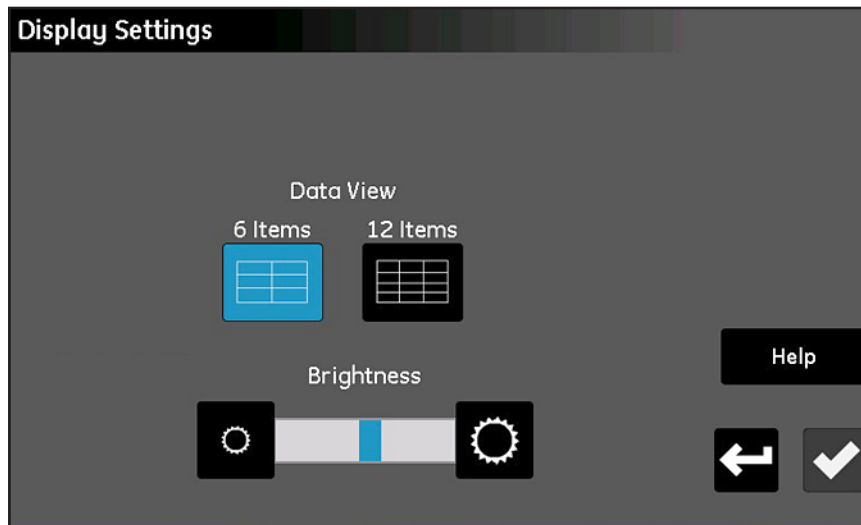 Display Settings
Data View
6 Items 12 Items
Brightness
Help